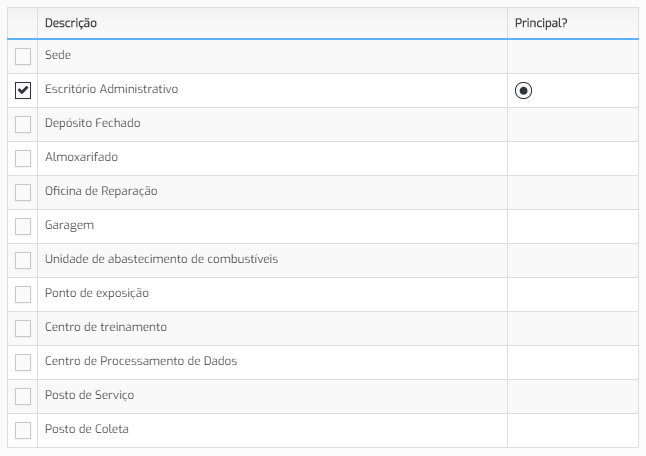 Descrição Principal?
Sede
Escritório Administrativo
Depósito Fechado
Almoxarifado
Oficina de Reparação
Garagem
Unidade de abastecimento de combustíveis
Ponto de exposição
Centro de treinamento
Centro de Processamento de Dados
Posto de Serviço
Posto de Coleta